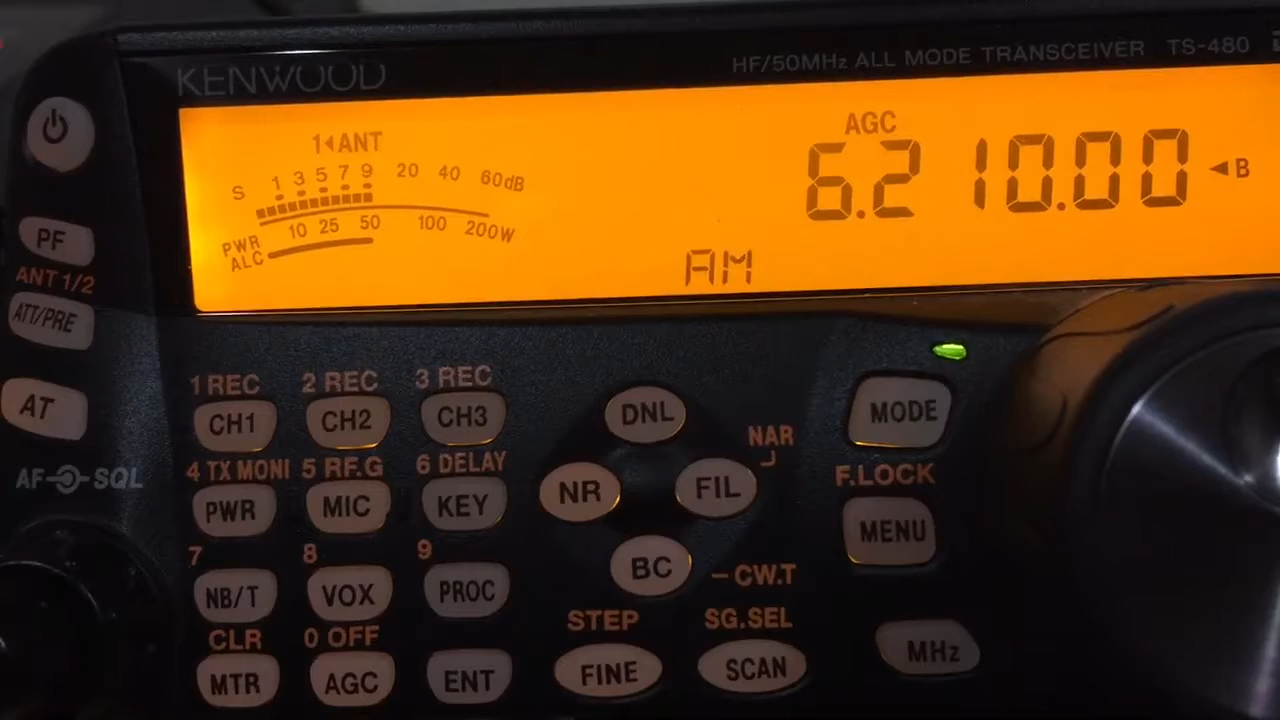 KENWOOD
HF/50MHz ALL MODE TRANSCEIVER TS-480
1◄ANT
AGC
S 1 3 5 7 9 20 40 60dB
6.210.00 ◄B
PWR 10 25 50 100 200W
ALC
AM
PF
ANT 1/2
ATT/PRE
AT
AF SQL
1 REC 2 REC 3 REC
CH1 CH2 CH3
4 TX MONI 5 RF.G 6 DELAY
PWR MIC KEY
7 8 9
NB/T VOX PROC
CLR 0 OFF
MTR AGC ENT
DNL
NAR
NR FIL
BC
–CW.T
STEP SG.SEL
FINE SCAN
MODE
F.LOCK
MENU
MHz